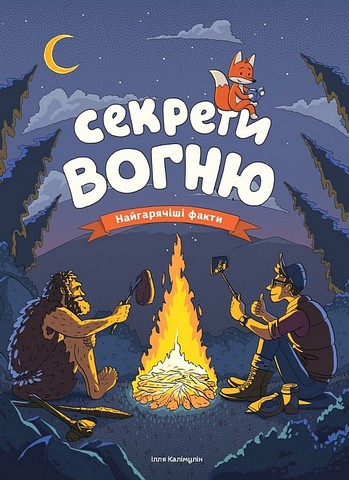 Секрети
вогню
Найгарячіші факти
Ілля Калімулін